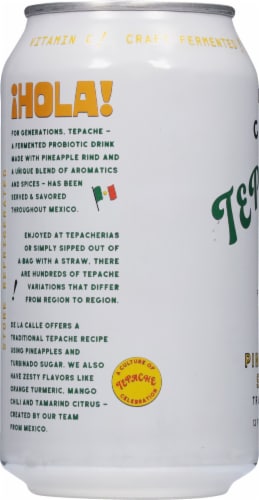 VITAMIN C / CRAFT FERMENTED
¡HOLA!
FOR GENERATIONS, TEPACHE –
A FERMENTED PROBIOTIC DRINK
MADE WITH PINEAPPLE RIND AND
A UNIQUE BLEND OF AROMATICS
AND SPICES – HAS BEEN
SERVED & SAVORED
THROUGHOUT MEXICO.
ENJOYED AT TEPACHERIAS
OR SIMPLY SIPPED OUT OF
A BAG WITH A STRAW, THERE
ARE HUNDREDS OF TEPACHE
VARIATIONS THAT DIFFER
FROM REGION TO REGION.
DE LA CALLE OFFERS A
TRADITIONAL TEPACHE RECIPE
USING PINEAPPLES AND
TURBINADO SUGAR. WE ALSO
HAVE ZESTY FLAVORS LIKE
ORANGE TURMERIC, MANGO
CHILI AND TAMARIND CITRUS –
CREATED BY OUR TEAM
FROM MEXICO.
STORE REFRIGERATED!
A CULTURE OF
TEPACHE
CELEBRATION
TEP
PI